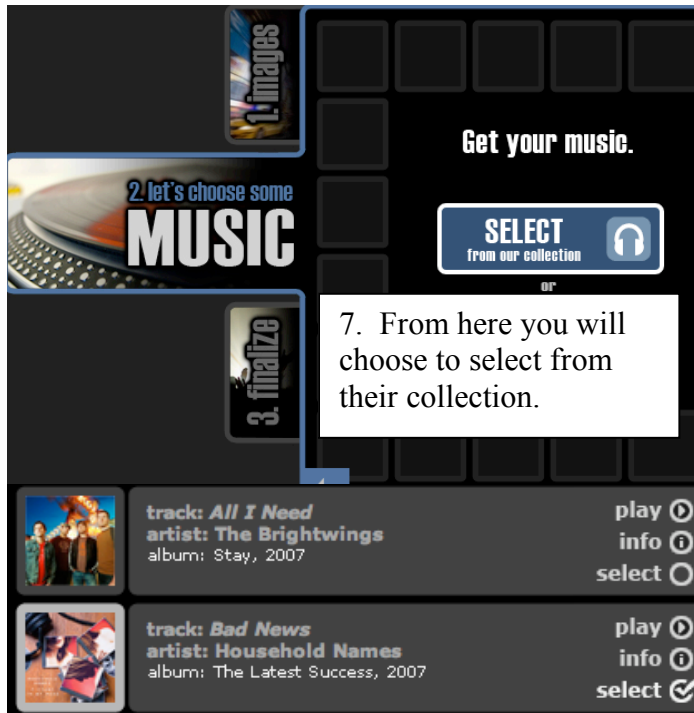 1. images
Get your music.
2. let's choose some
MUSIC
SELECT
from our collection
or
7. From here you will
choose to select from
their collection.
3. finalize
track: All I Need
artist: The Brightwings
album: Stay, 2007
play
info
select
track: Bad News
artist: Household Names
album: The Latest Success, 2007
play
info
select